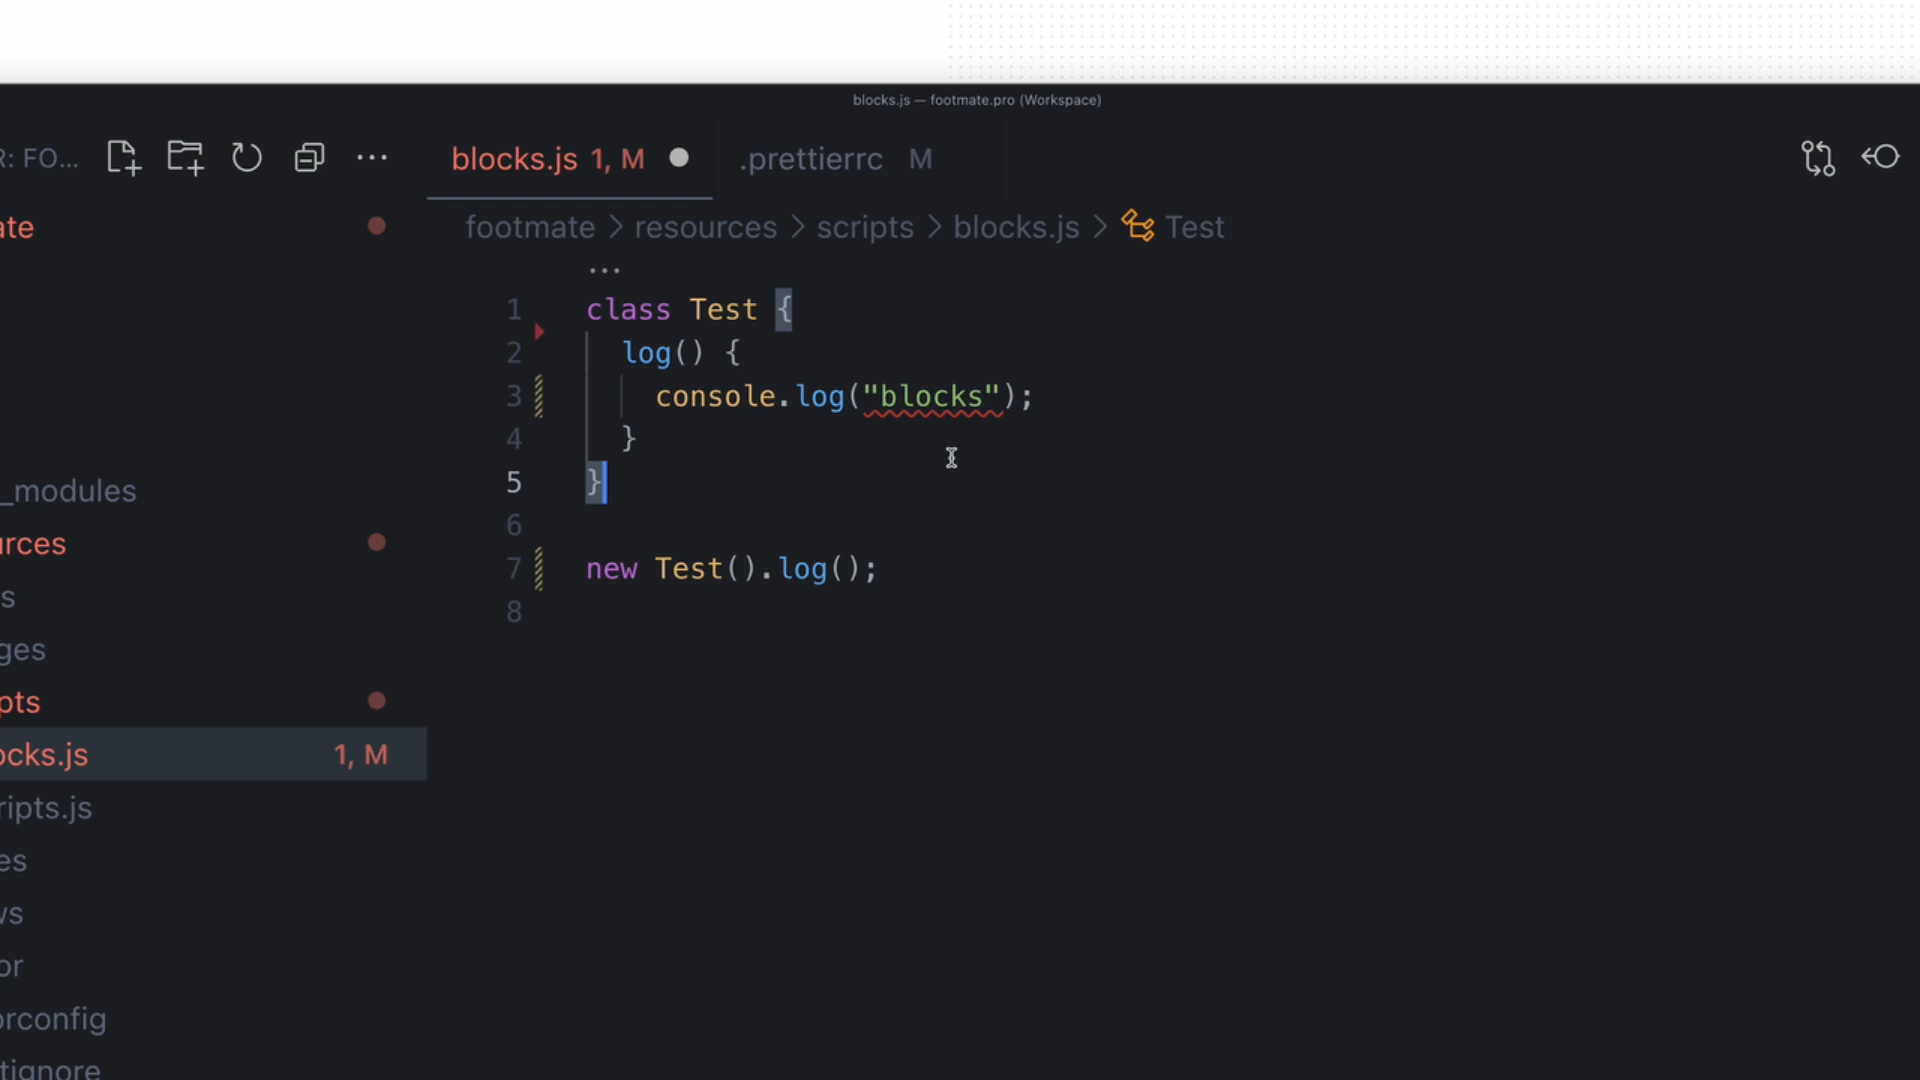 blocks.js — footmate.pro (Workspace)
R: FO...
blocks.js 1, M
.prettierrc M
footmate > resources > scripts > blocks.js > Test
...
1 class Test {
2 log() {
3 console.log("blocks");
4 }
5 }
6
7 new Test().log();
8
ate
_modules
urces
s
ges
pts
ocks.js 1, M
ripts.js
es
ws
or
orconfig
tignore